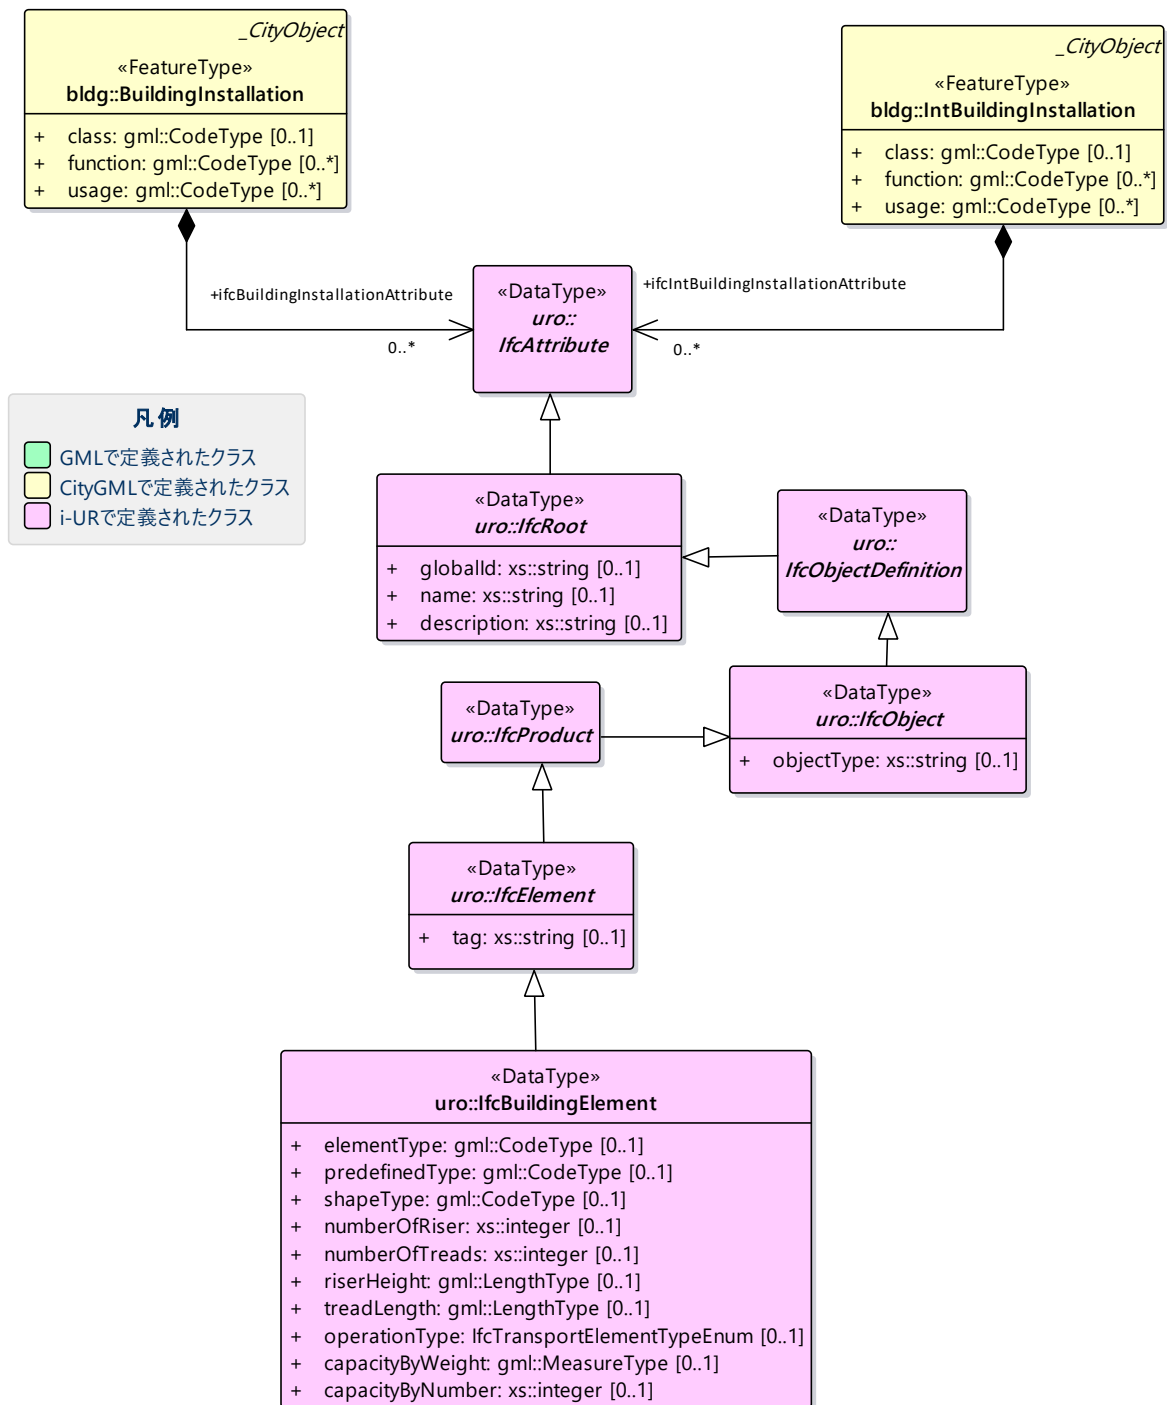 _CityObject
«FeatureType»
bldg::BuildingInstallation
+ class: gml::CodeType [0..1]
+ function: gml::CodeType [0..*]
+ usage: gml::CodeType [0..*]
_CityObject
«FeatureType»
bldg::IntBuildingInstallation
+ class: gml::CodeType [0..1]
+ function: gml::CodeType [0..*]
+ usage: gml::CodeType [0..*]
+ifcBuildingInstallationAttribute
0..*
«DataType»
uro::
IfcAttribute
+ifcIntBuildingInstallationAttribute
0..*
凡例
GMLで定義されたクラス
CityGMLで定義されたクラス
i-URで定義されたクラス
«DataType»
uro::IfcRoot
+ globalId: xs::string [0..1]
+ name: xs::string [0..1]
+ description: xs::string [0..1]
«DataType»
uro::
IfcObjectDefinition
«DataType»
uro::IfcProduct
«DataType»
uro::IfcObject
+ objectType: xs::string [0..1]
«DataType»
uro::IfcElement
+ tag: xs::string [0..1]
«DataType»
uro::IfcBuildingElement
+ elementType: gml::CodeType [0..1]
+ predefinedType: gml::CodeType [0..1]
+ shapeType: gml::CodeType [0..1]
+ numberOfRiser: xs::integer [0..1]
+ numberOfTreads: xs::integer [0..1]
+ riserHeight: gml::LengthType [0..1]
+ treadLength: gml::LengthType [0..1]
+ operationType: IfcTransportElementTypeEnum [0..1]
+ capacityByWeight: gml::MeasureType [0..1]
+ capacityByNumber: xs::integer [0..1]